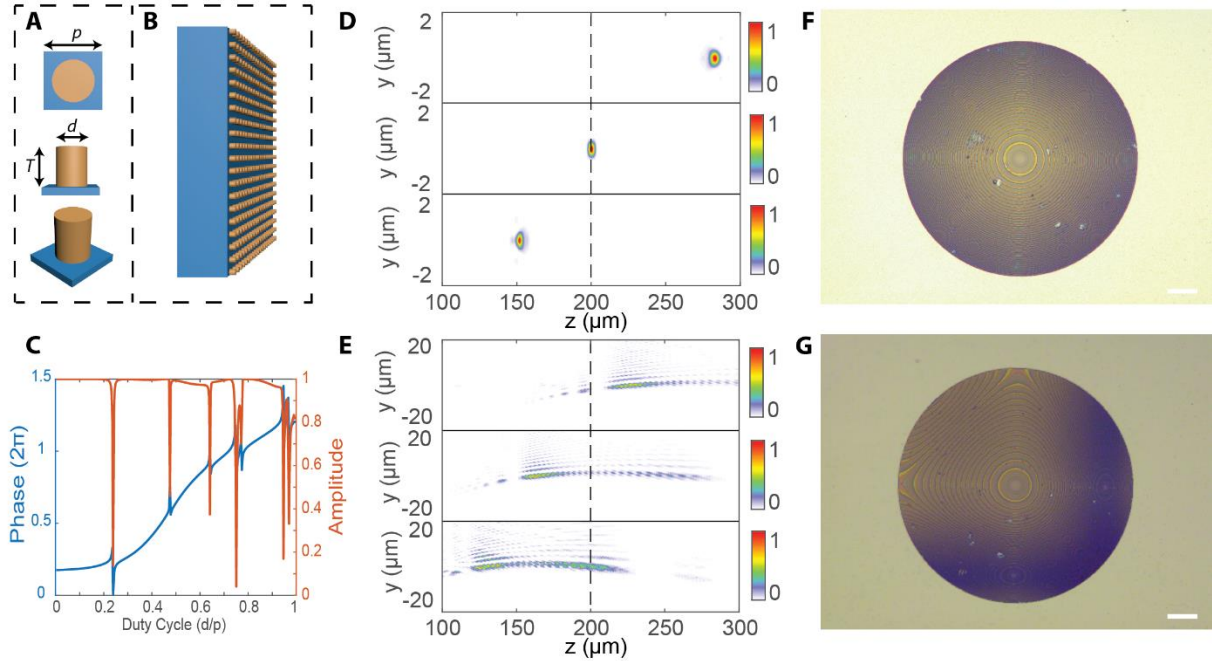 A
p
d
T
B
C
1.5
1
0.5
0
Phase (2π)
1
0.8
0.6
0.4
0.2
0
Amplitude
0
0.2
0.4
0.6
0.8
1
Duty Cycle (d/p)
D
2
y (µm)
-2
1
0
2
y (µm)
-2
1
0
2
y (µm)
-2
1
0
100
150
200
250
300
z (µm)
E
20
y (µm)
-20
1
0
20
y (µm)
-20
1
0
20
y (µm)
-20
1
0
100
150
200
250
300
z (µm)
F
G